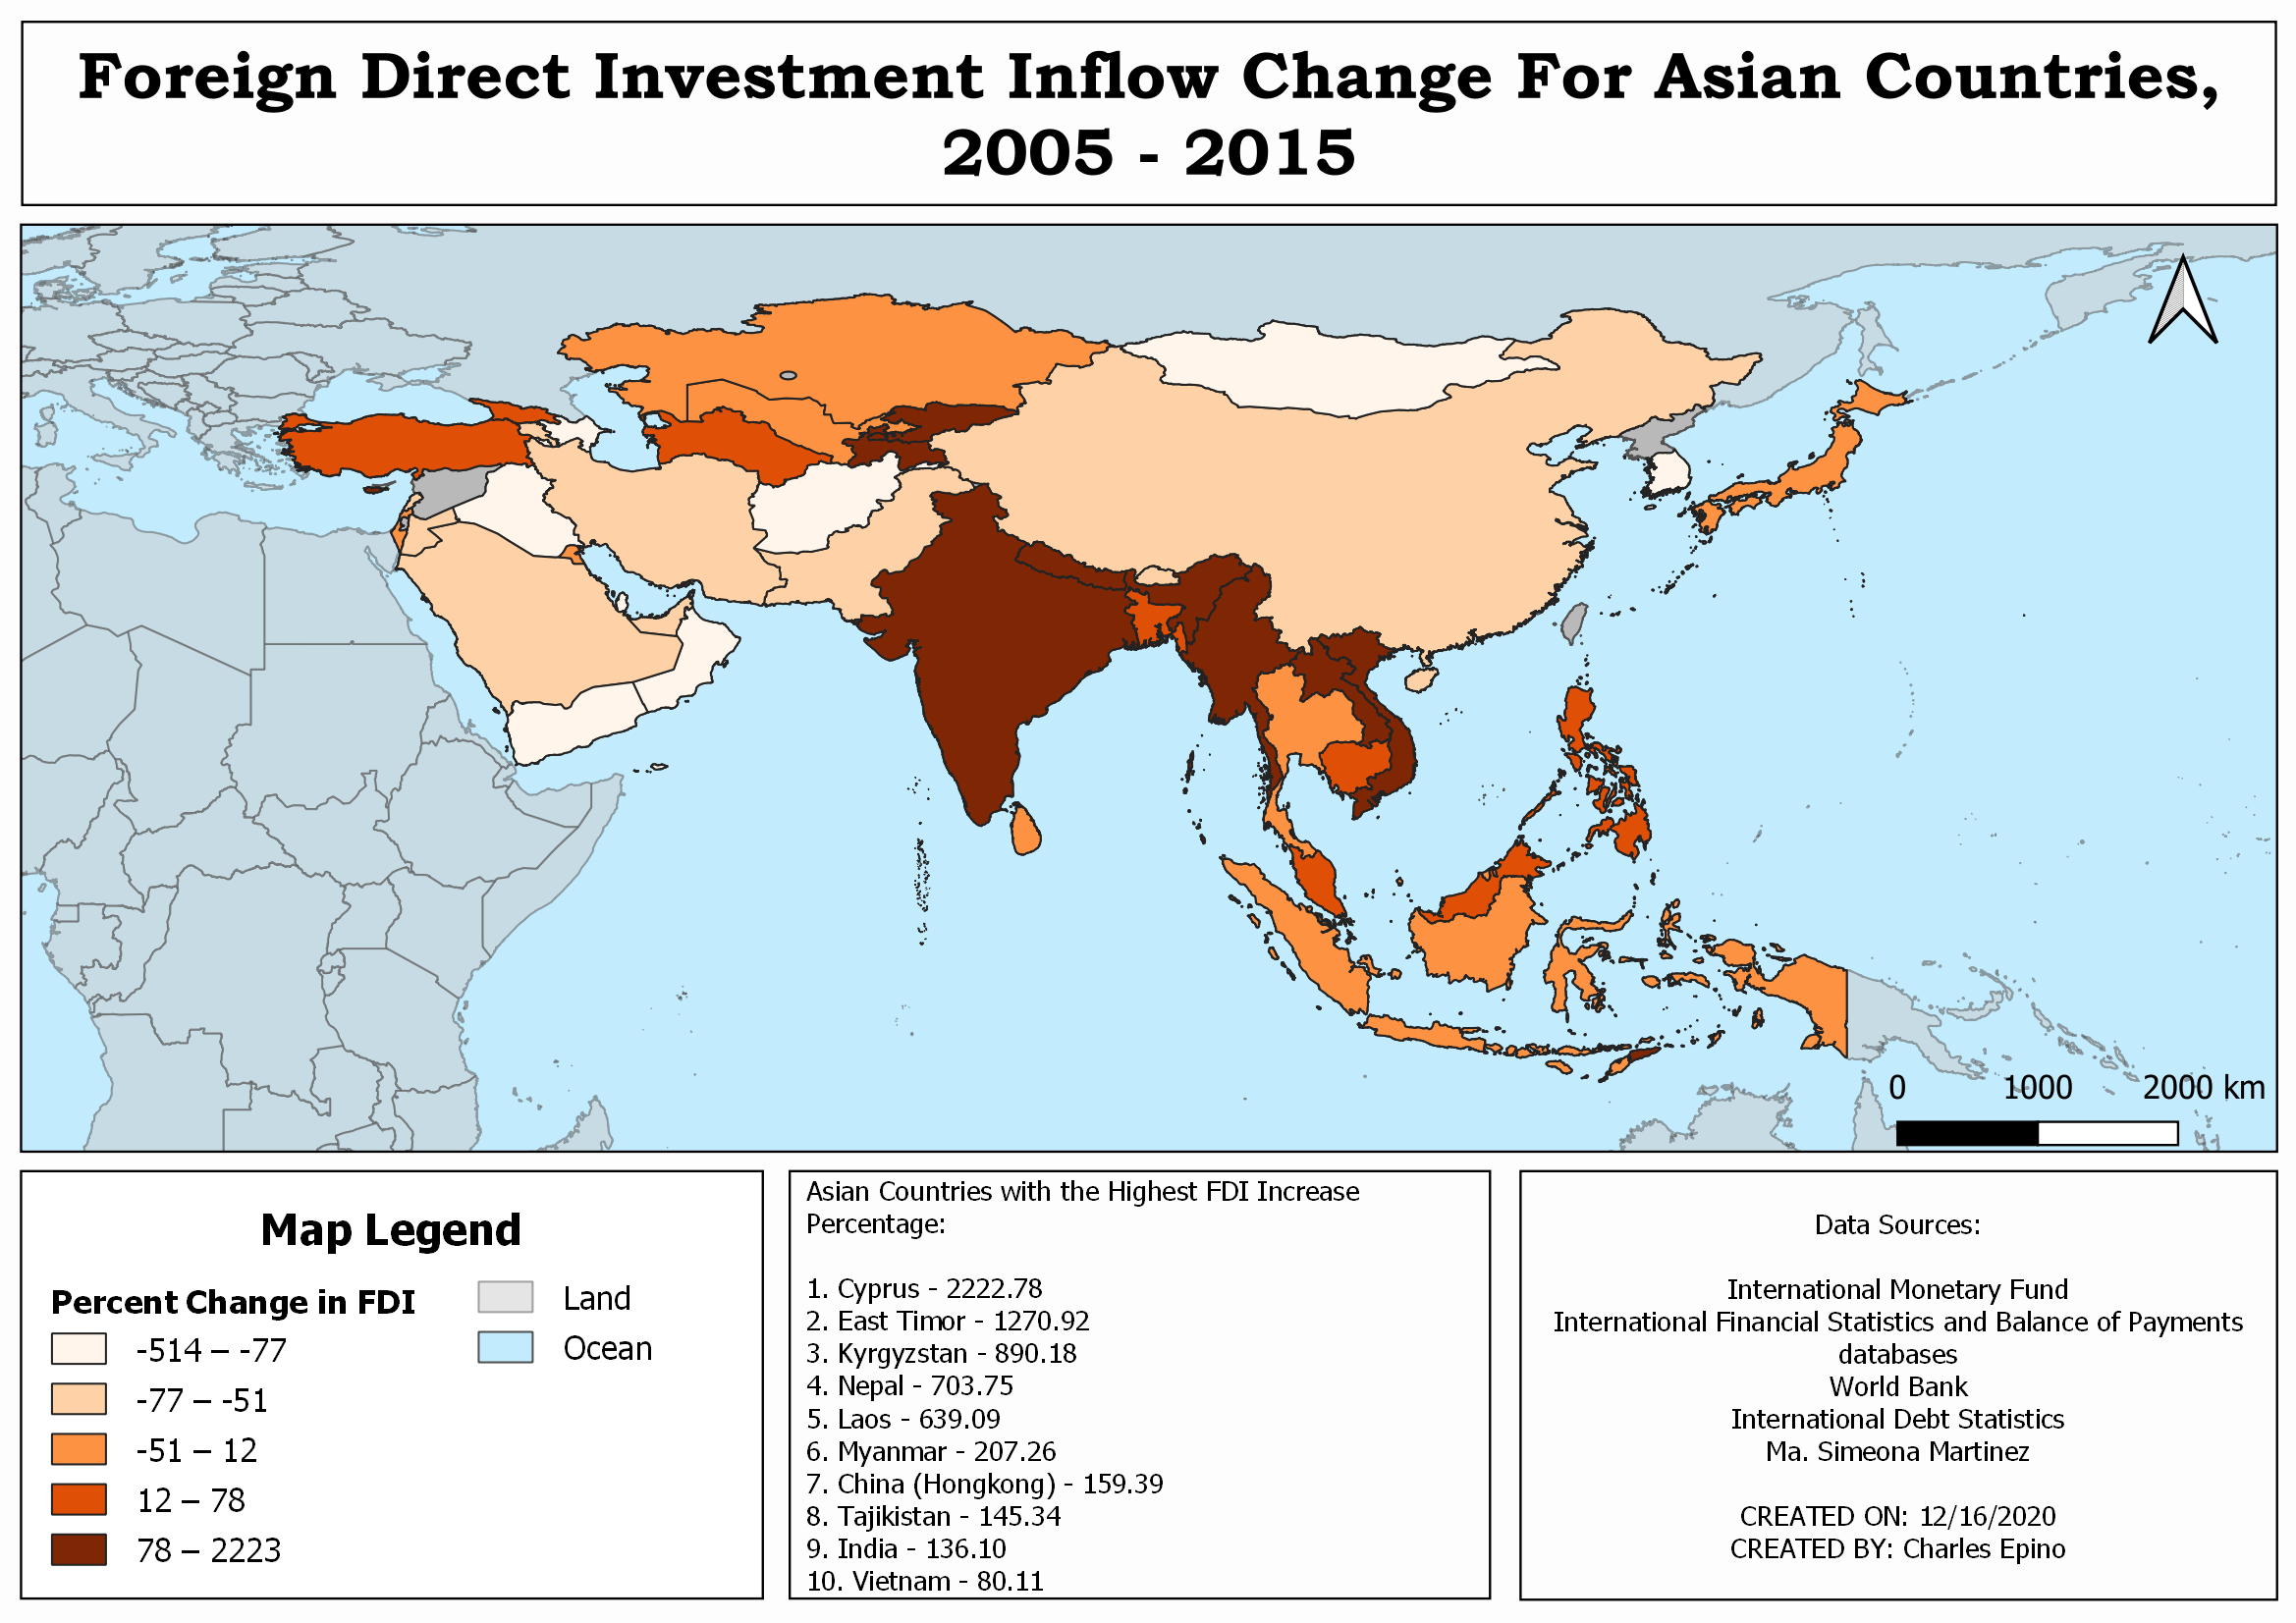 Foreign Direct Investment Inflow Change For Asian Countries,
2005 - 2015
0 1000 2000 km
Map Legend
Percent Change in FDI
-514 – -77
-77 – -51
-51 – 12
12 – 78
78 – 2223
Land
Ocean
Asian Countries with the Highest FDI Increase
Percentage:
1. Cyprus - 2222.78
2. East Timor - 1270.92
3. Kyrgyzstan - 890.18
4. Nepal - 703.75
5. Laos - 639.09
6. Myanmar - 207.26
7. China (Hongkong) - 159.39
8. Tajikistan - 145.34
9. India - 136.10
10. Vietnam - 80.11
Data Sources:
International Monetary Fund
International Financial Statistics and Balance of Payments
databases
World Bank
International Debt Statistics
Ma. Simeona Martinez
CREATED ON: 12/16/2020
CREATED BY: Charles Epino